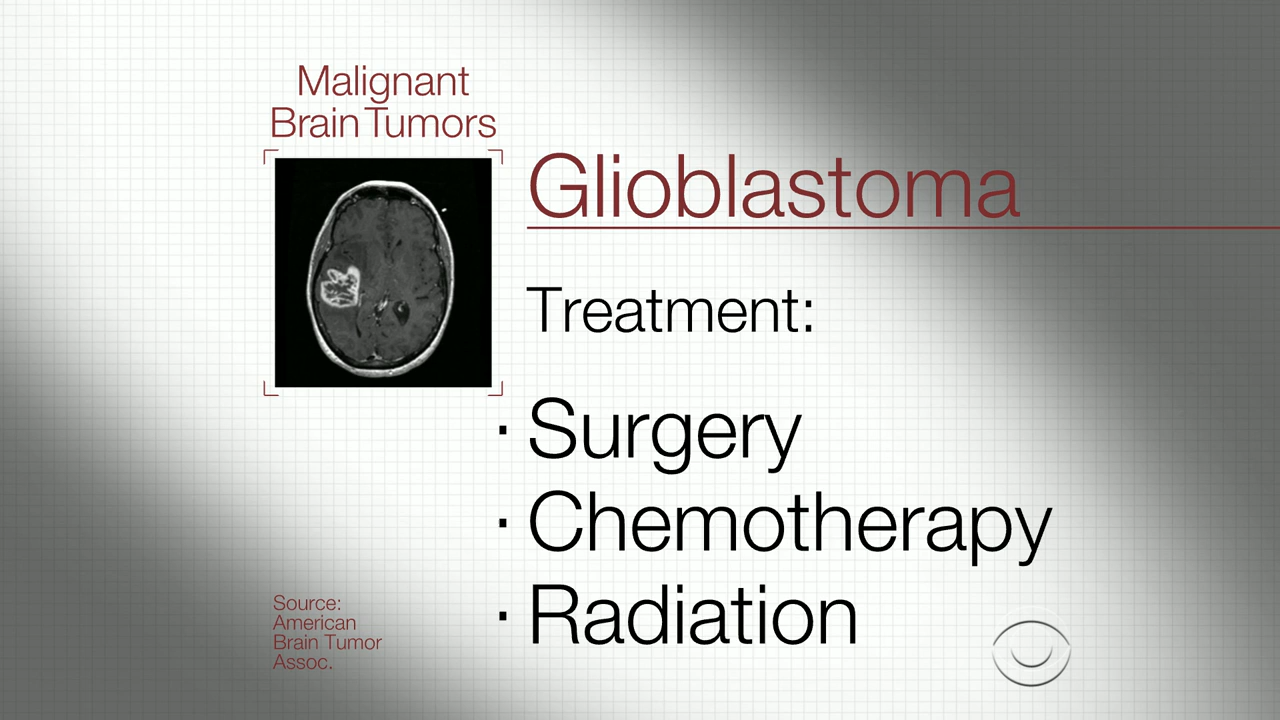 Malignant
Brain Tumors
Glioblastoma
Treatment:
· Surgery
· Chemotherapy
· Radiation
Source:
American
Brain Tumor
Assoc.